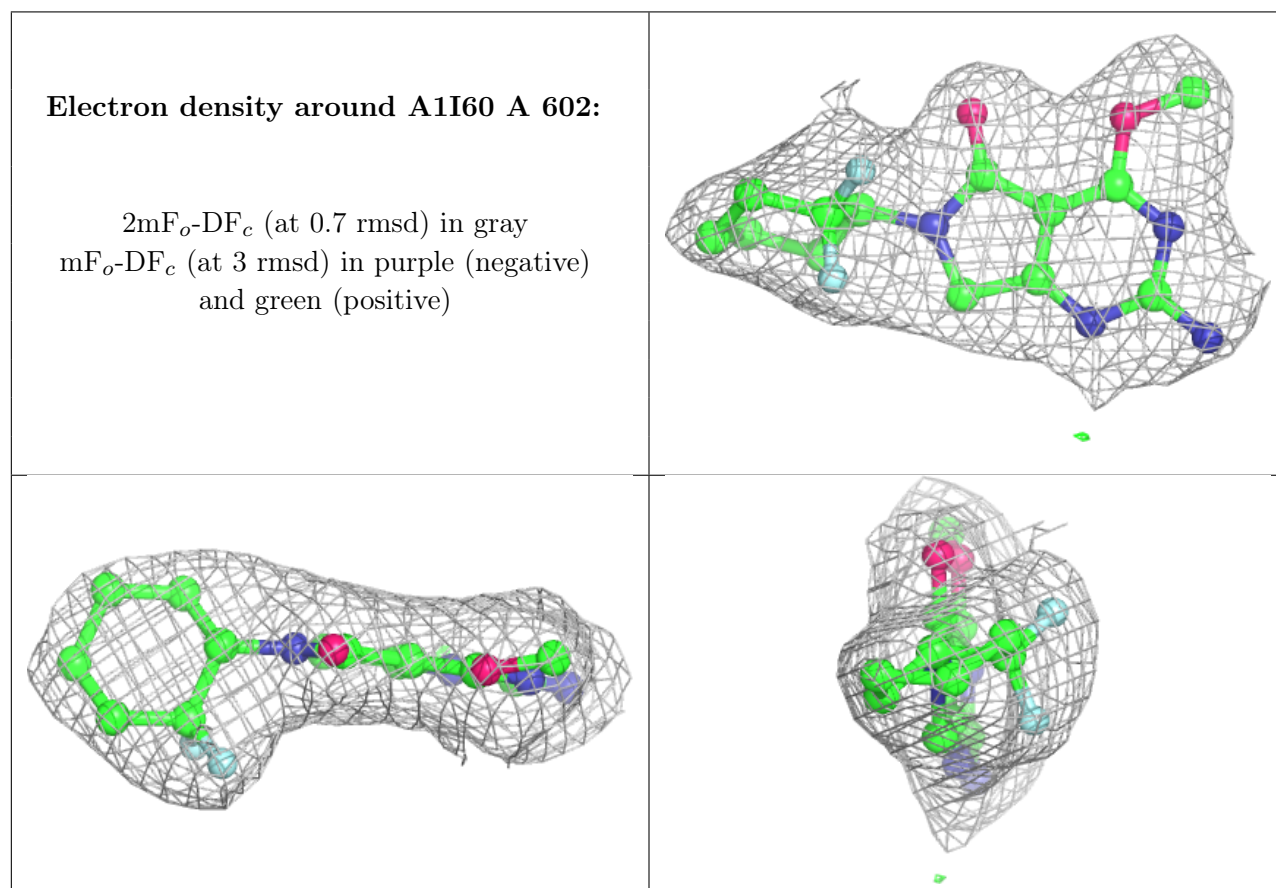 Electron density around A1I60 A 602:
2mFo-DFc (at 0.7 rmsd) in gray
mFo-DFc (at 3 rmsd) in purple (negative)
and green (positive)